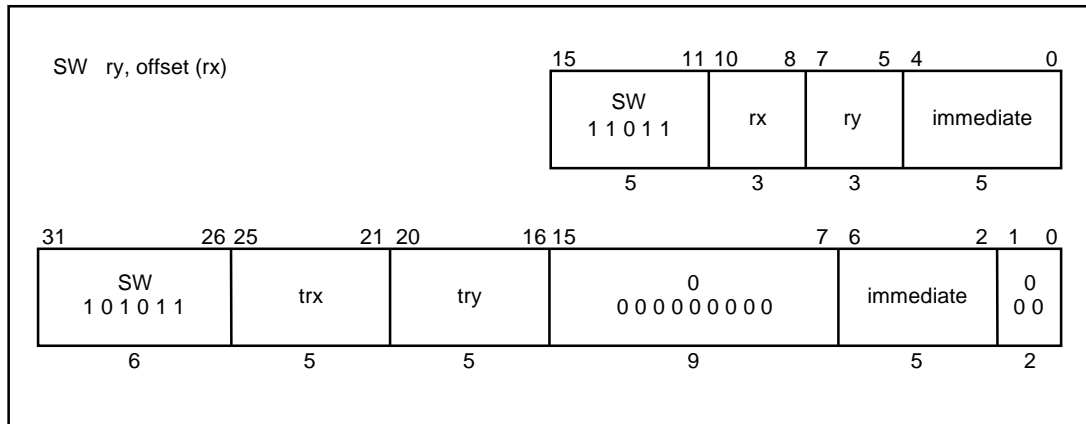 SW ry, offset (rx)
15 11 10 8 7 5 4 0
SW
1 1 0 1 1
rx
ry
immediate
5 3 3 5
31 26 25 21 20 16 15 7 6 2 1 0
SW
1 0 1 0 1 1
trx
try
0
0 0 0 0 0 0 0 0 0
immediate
0
0 0
6 5 5 9 5 2